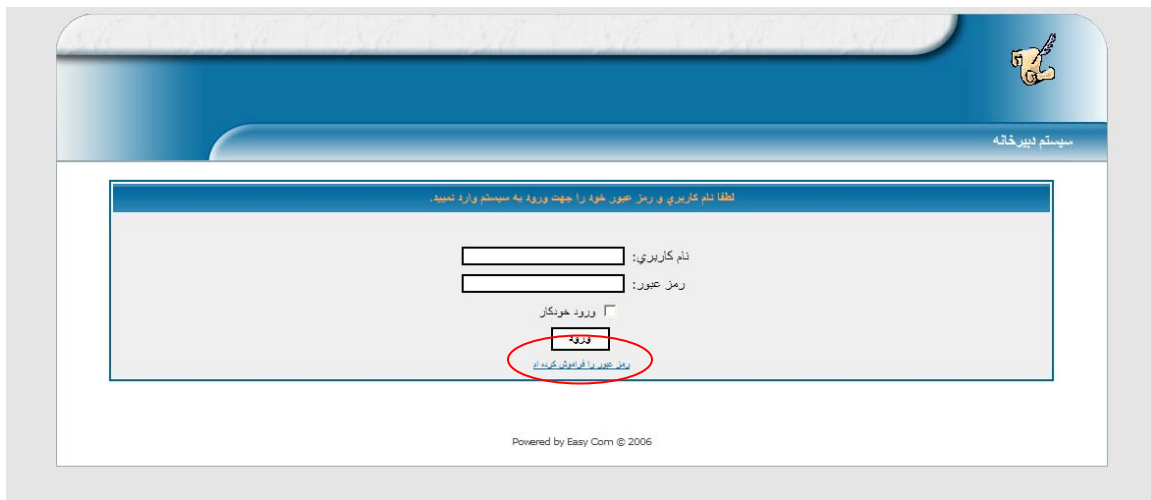 سیستم دبیرخانه
لطفا نام کاربري و رمز عبور خود را جهت ورود به سیستم وارد نمیید.
نام کاربري:
رمز عبور:
ورود خودکار
ورود
رمز عبور را فراموش کرده ام
Powered by Easy Com © 2006